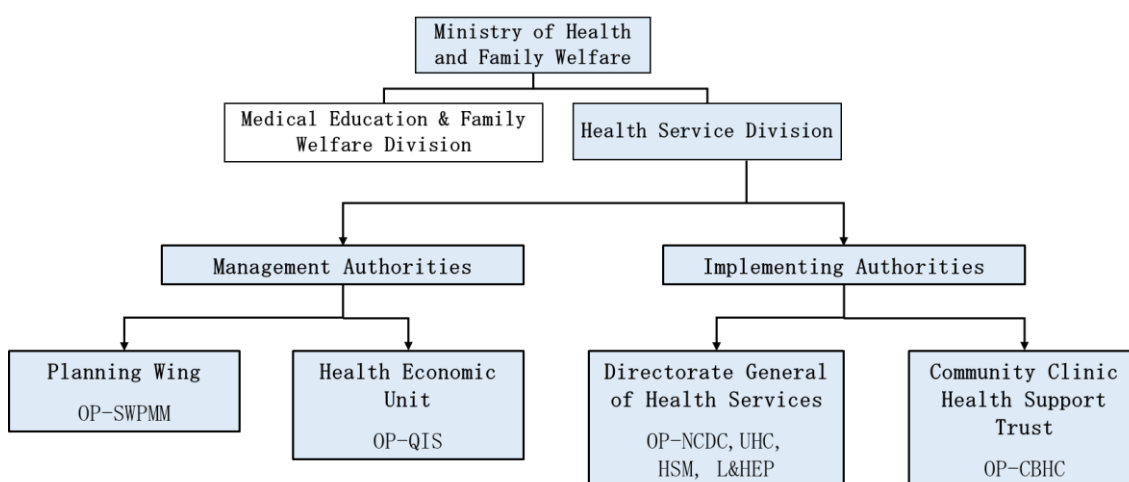 Ministry of Health
and Family Welfare
Medical Education & Family
Welfare Division
Health Service Division
Management Authorities
Implementing Authorities
Planning Wing
OP-SWPMM
Health Economic
Unit
OP-QIS
Directorate General
of Health Services
OP-NCDC,UHC,
HSM, L&HEP
Community Clinic
Health Support
Trust
OP-CBHC